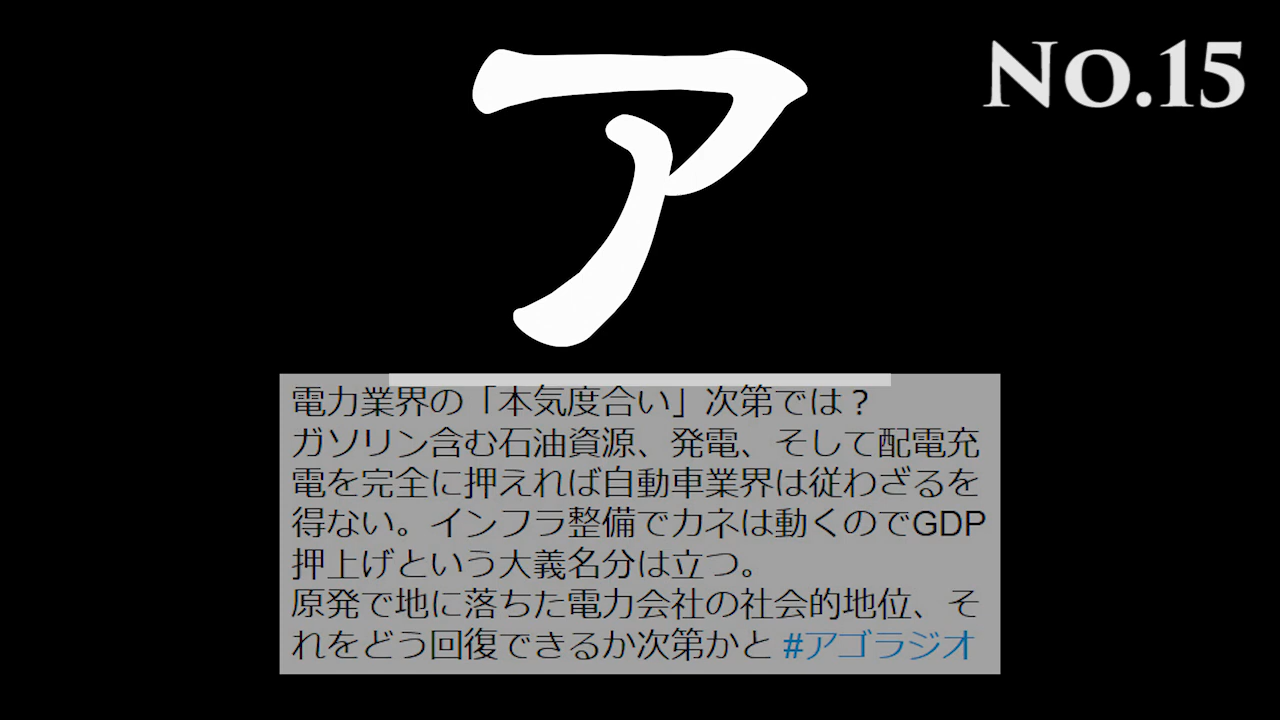 ア
No.15
電力業界の「本気度合い」次第では？
ガソリン含む石油資源、発電、そして配電充
電を完全に押えれば自動車業界は従わざるを
得ない。インフラ整備でカネは動くのでGDP
押上げという大義名分は立つ。
原発で地に落ちた電力会社の社会的地位、そ
れをどう回復できるか次第かと #アゴラジオ